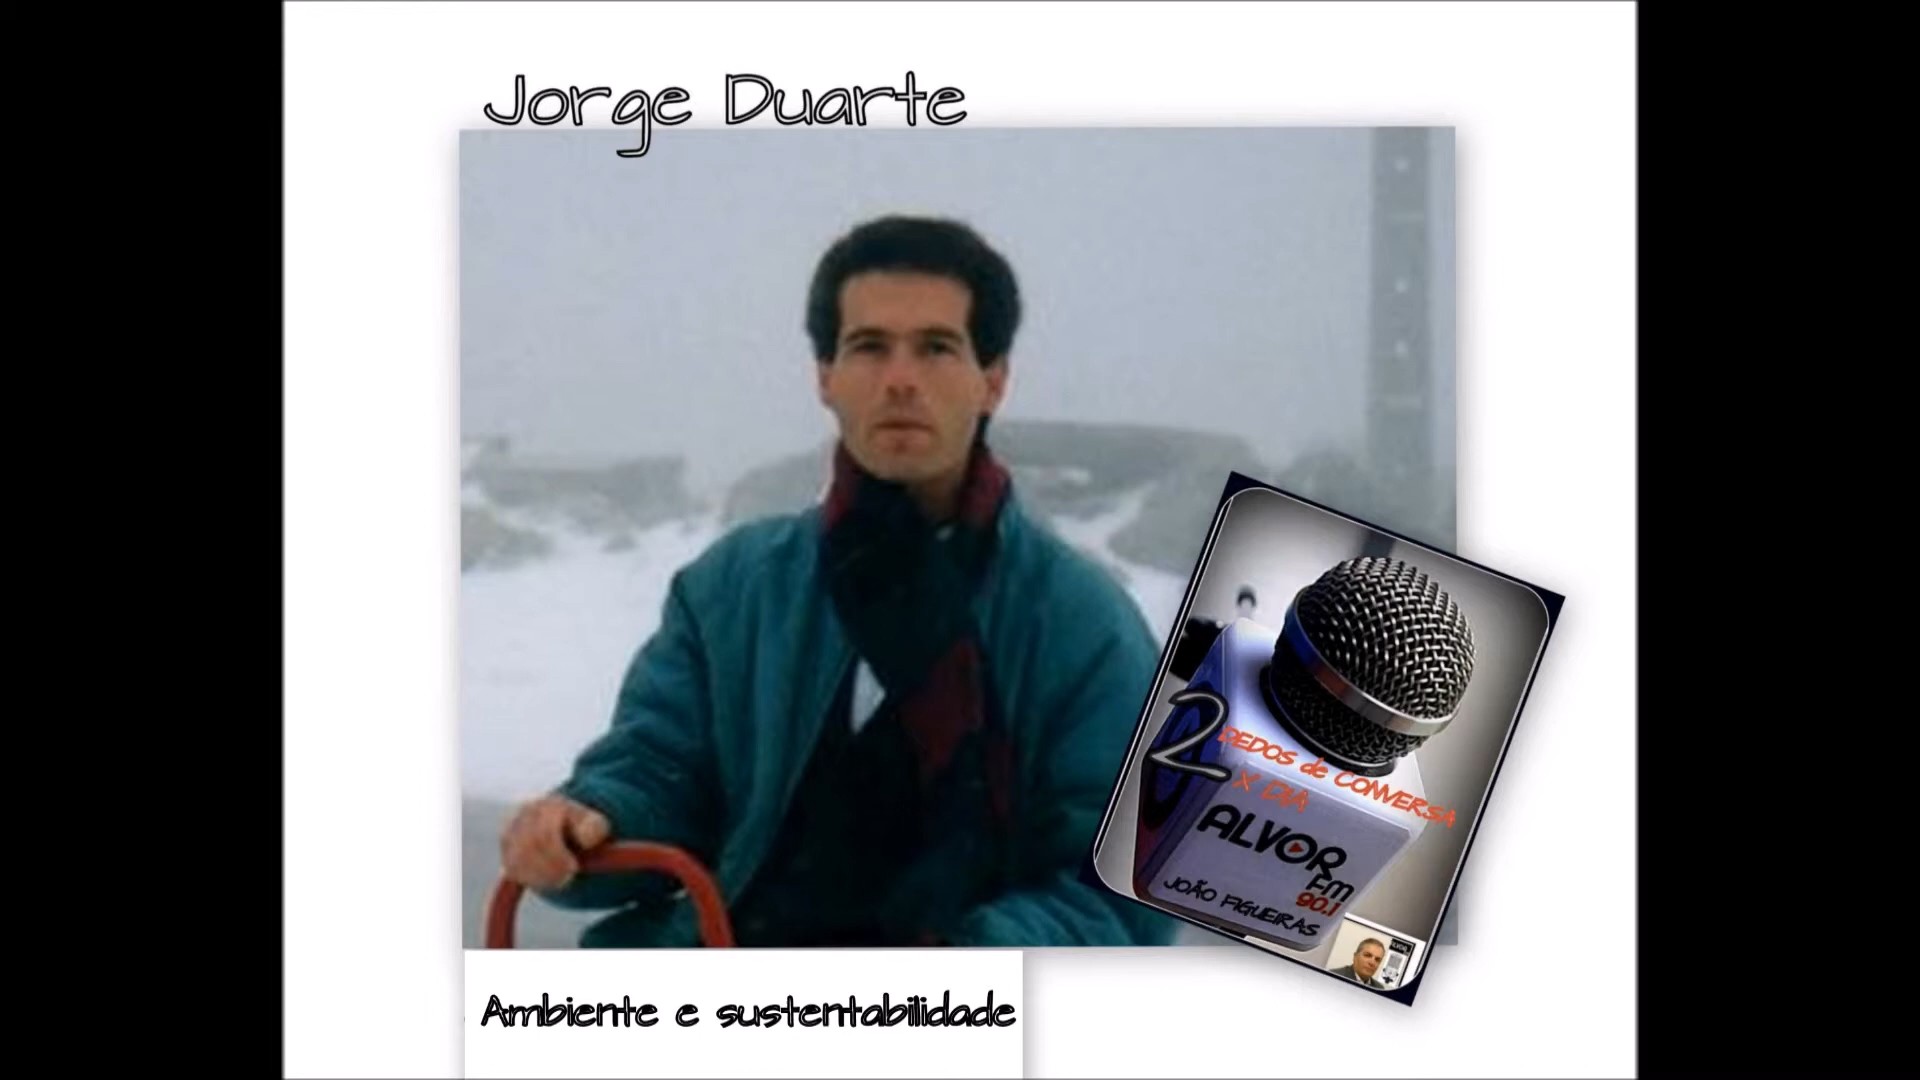 Jorge Duarte
2 DEDOS de CONVERSA
X DIA
ALVOR
FM
90.1
JOÃO FIGUEIRAS
Ambiente e sustentabilidade